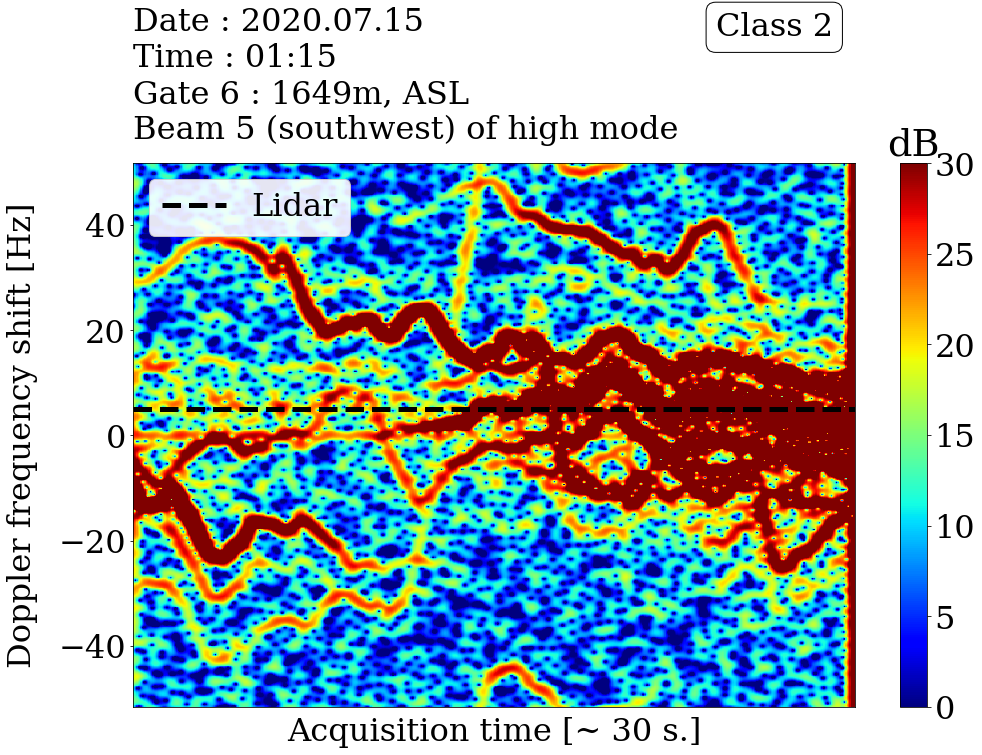 Date : 2020.07.15
Time : 01:15
Gate 6 : 1649m, ASL
Beam 5 (southwest) of high mode
Class 2
dB
Lidar
Doppler frequency shift [Hz]
40
20
0
−20
−40
Acquisition time [~ 30 s.]
30
25
20
15
10
5
0